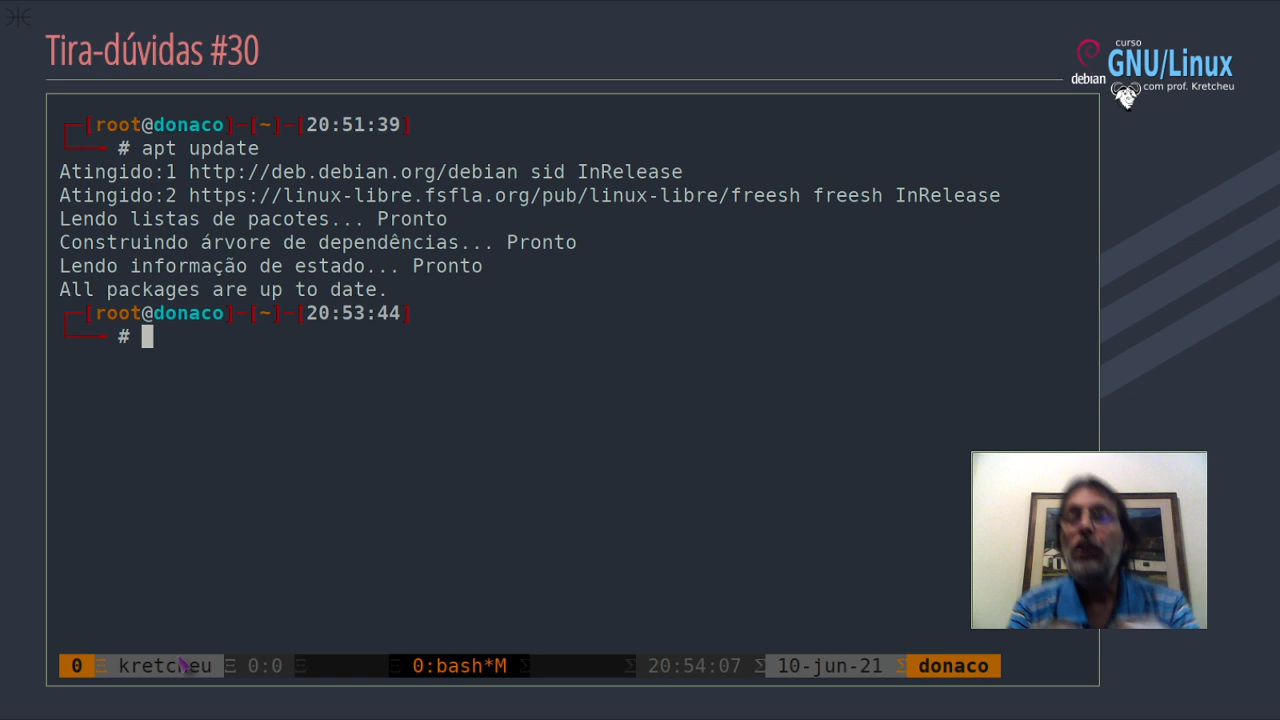 Tira-dúvidas #30
curso
GNU/Linux
debian
com prof. Kretcheu
[root@donaco]-[~]-[20:51:39]
# apt update
Atingido:1 http://deb.debian.org/debian sid InRelease
Atingido:2 https://linux-libre.fsfla.org/pub/linux-libre/freesh freesh InRelease
Lendo listas de pacotes... Pronto
Construindo árvore de dependências... Pronto
Lendo informação de estado... Pronto
All packages are up to date.
[root@donaco]-[~]-[20:53:44]
#
0 Ξ kretcheu Ξ 0:0 Ξ Ξ 0:bash*M Σ Σ 20:54:07 Σ 10-jun-21 Σ donaco